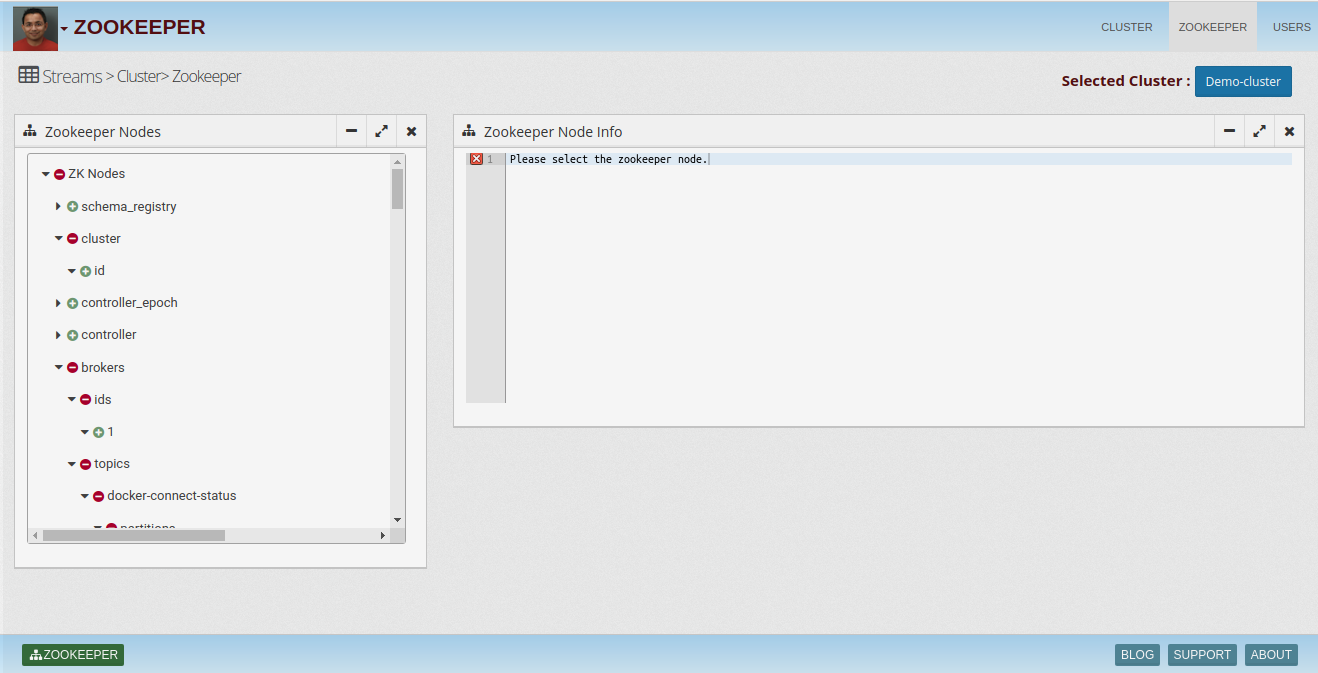 ZOOKEEPER
CLUSTER
ZOOKEEPER
USERS
Streams > Cluster> Zookeeper
Selected Cluster :
Demo-cluster
Zookeeper Nodes
ZK Nodes
schema_registry
cluster
id
controller_epoch
controller
brokers
ids
1
topics
docker-connect-status
partitions
Zookeeper Node Info
1 Please select the zookeeper node.
ZOOKEEPER
BLOG
SUPPORT
ABOUT